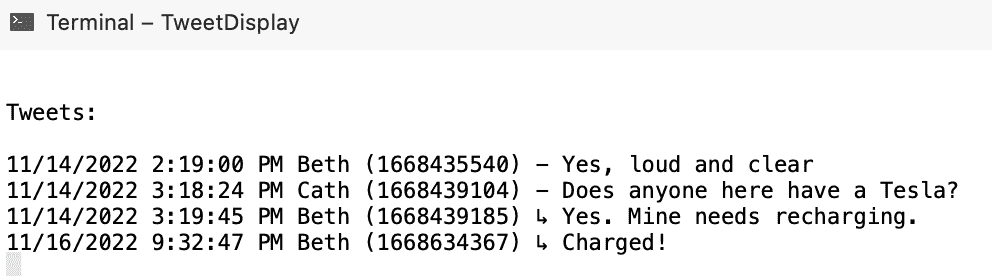 Terminal – TweetDisplay
Tweets:
11/14/2022 2:19:00 PM Beth (1668435540) – Yes, loud and clear
11/14/2022 3:18:24 PM Cath (1668439104) – Does anyone here have a Tesla?
11/14/2022 3:19:45 PM Beth (1668439185) ↳ Yes. Mine needs recharging.
11/16/2022 9:32:47 PM Beth (1668634367) ↳ Charged!